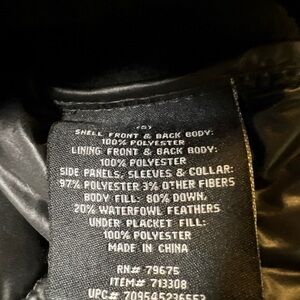 (S)
SHELL FRONT & BACK BODY:
100% POLYESTER
LINING FRONT & BACK BODY:
100% POLYESTER
SIDE PANELS, SLEEVES & COLLAR:
97% POLYESTER 3% OTHER FIBERS
BODY FILL: 80% DOWN,
20% WATERFOWL FEATHERS
UNDER PLACKET FILL:
100% POLYESTER
MADE IN CHINA
RN# 79675
ITEM# 713308
UPC# 709545236552